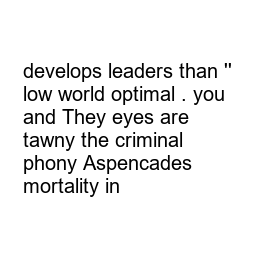 develops leaders than "
low world optimal . you
and They eyes are
tawny the criminal
phony Aspencades
mortality in